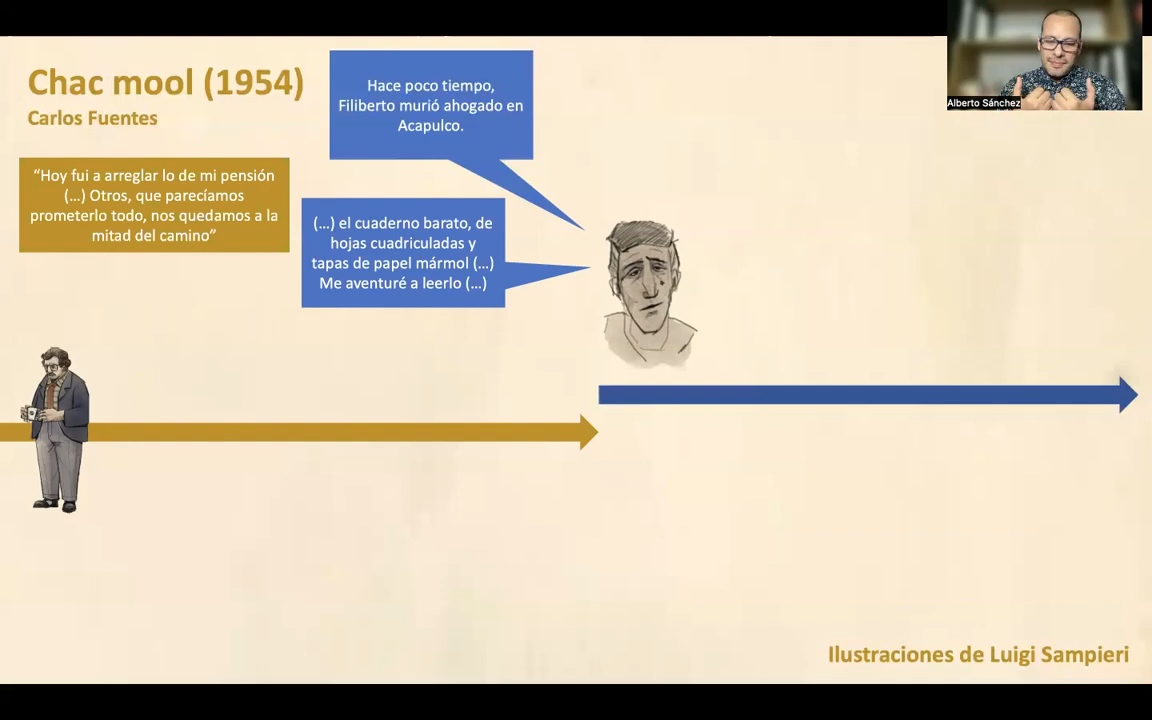 Chac mool (1954)
Carlos Fuentes
“Hoy fui a arreglar lo de mi pensión
(...) Otros, que parecíamos
prometerlo todo, nos quedamos a la
mitad del camino”
Hace poco tiempo,
Filiberto murió ahogado en
Acapulco.
(...) el cuaderno barato, de
hojas cuadriculadas y
tapas de papel mármol (...)
Me aventuré a leerlo (...)
Alberto Sánchez
Ilustraciones de Luigi Sampieri